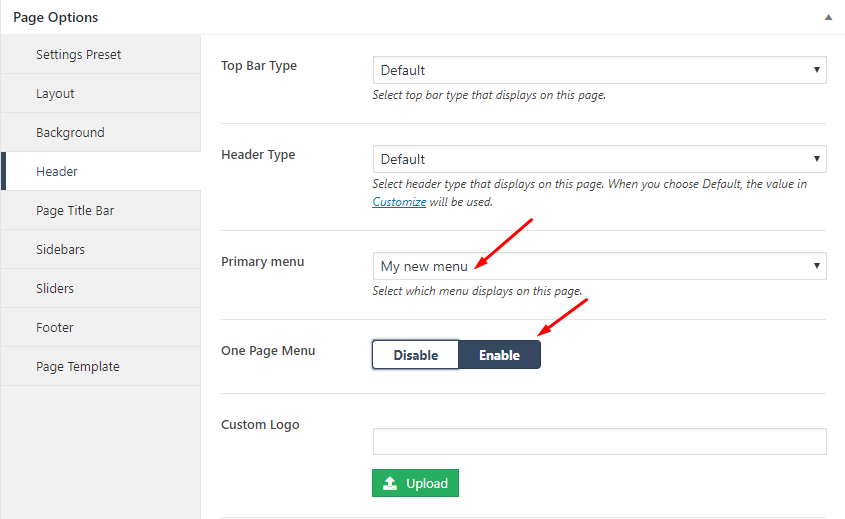 Page Options
Settings Preset
Layout
Background
Header
Page Title Bar
Sidebars
Sliders
Footer
Page Template
Top Bar Type
Default
Select top bar type that displays on this page.
Header Type
Default
Select header type that displays on this page. When you choose Default, the value in
Customize will be used.
Primary menu
My new menu
Select which menu displays on this page.
One Page Menu
Disable
Enable
Custom Logo
Upload